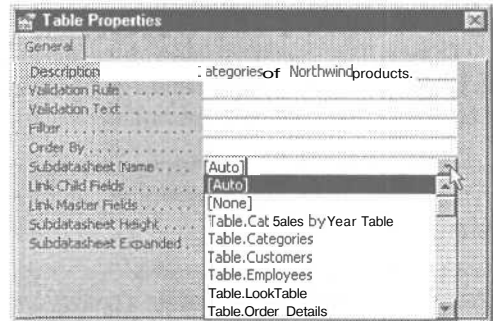 Table Properties
General
Description ategories of Northwind products.
Validation Rule
Validation Text
Filter
Order By
Subdatasheet Name [Auto]
Link Child Fields [Auto]
Link Master Fields [None]
Subdatasheet Height Table.Cat Sales by Year Table
Subdatasheet Expanded Table.Categories
Table.Customers
Table.Employees
Table.LookTable
Table.Order Details